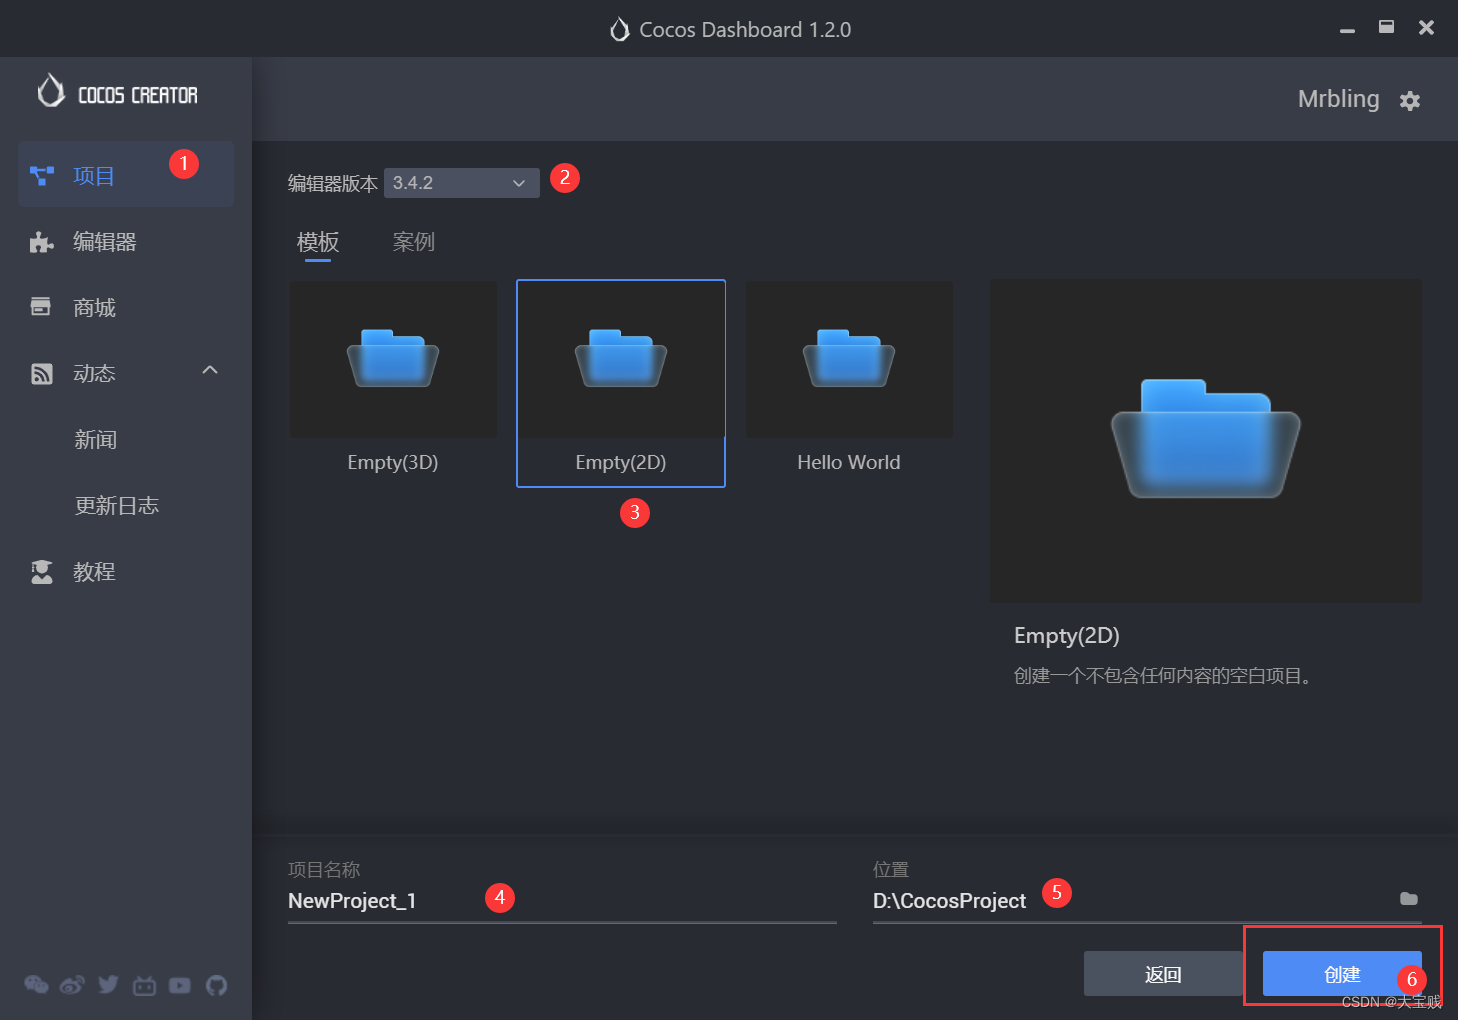 Cocos Dashboard 1.2.0
COCOS CREATOR
Mrbling
项目 1
编辑器
商城
动态
新闻
更新日志
教程
编辑器版本 3.4.2 2
模板 案例
Empty(3D) Empty(2D) Hello World
3
Empty(2D)
创建一个不包含任何内容的空白项目。
项目名称 位置
NewProject_1 4 D:\CocosProject 5
返回 创建 6
CSDN @大宝贱